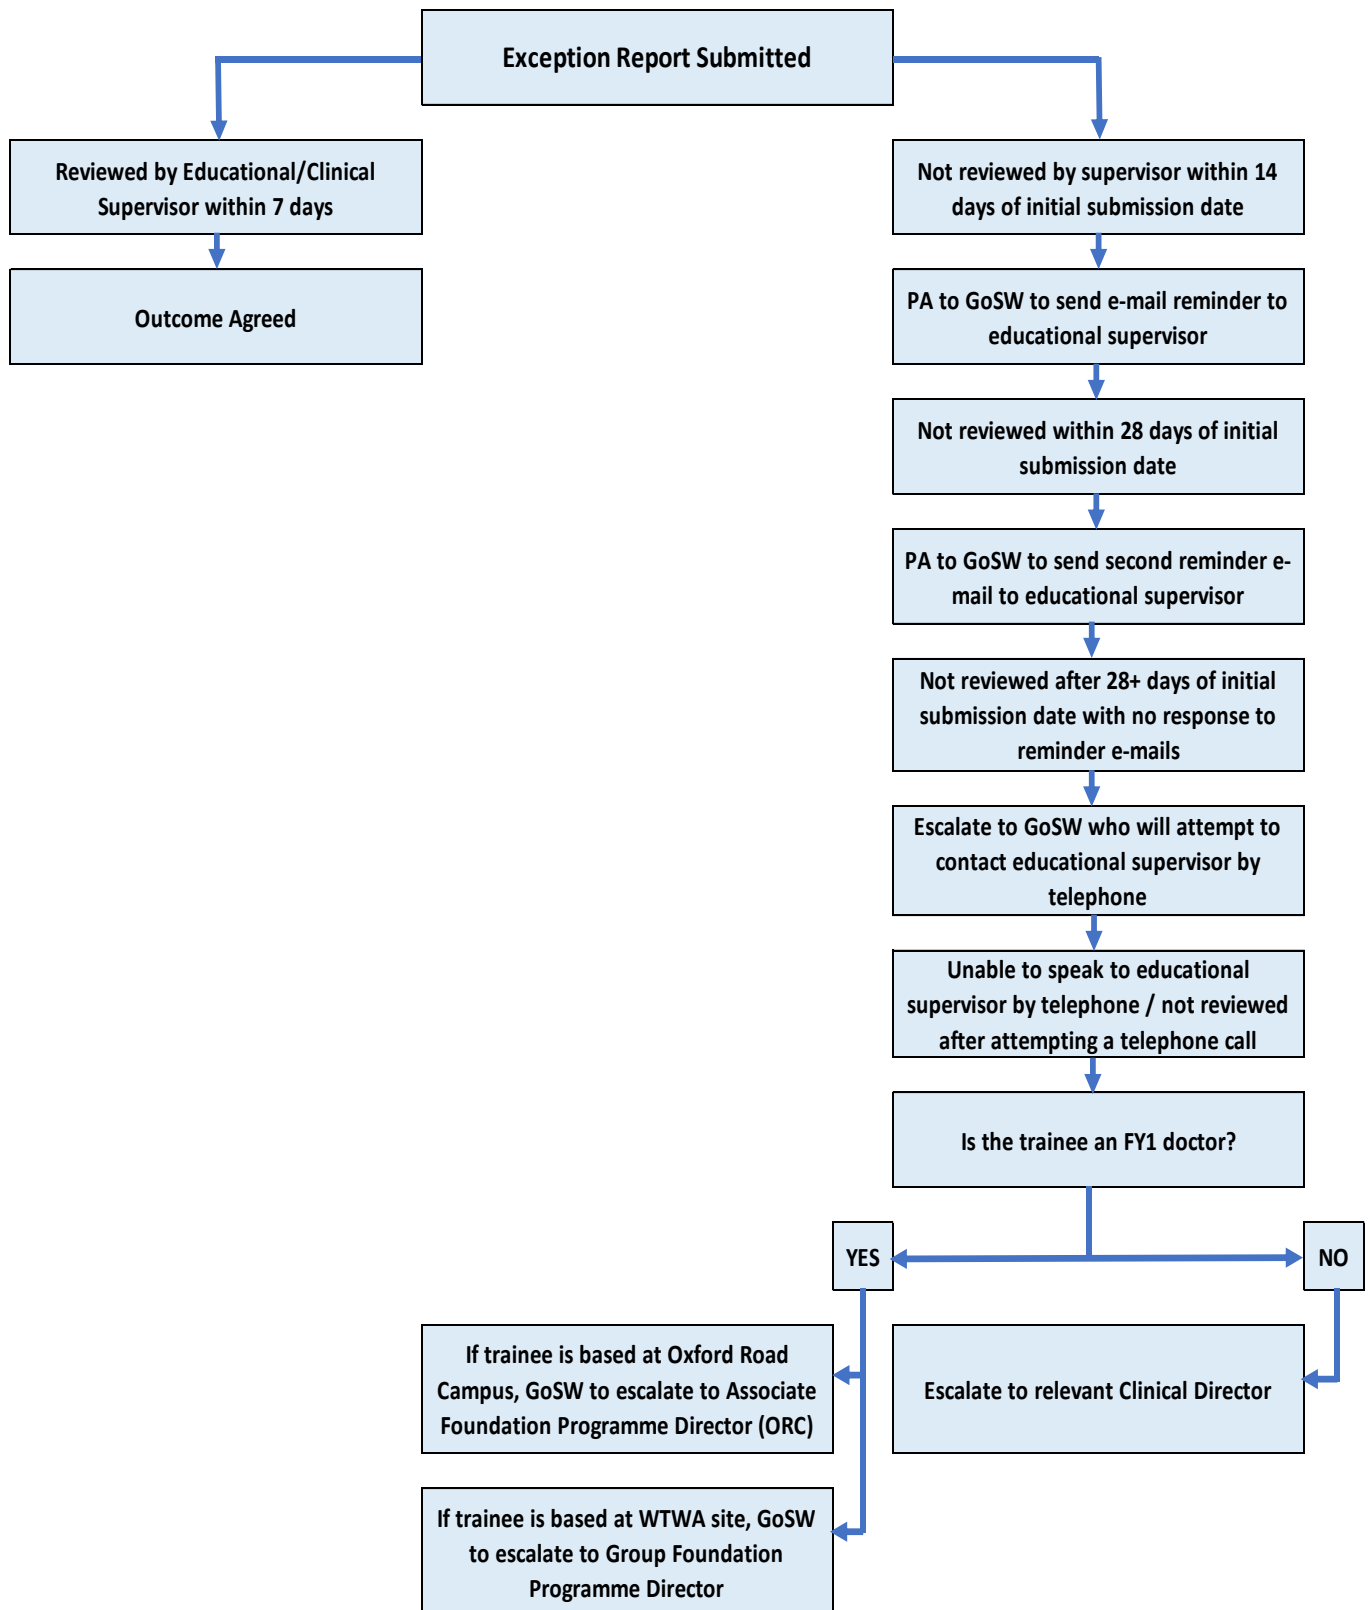 Exception Report Submitted
Reviewed by Educational/Clinical
Supervisor within 7 days
Outcome Agreed
Not reviewed by supervisor within 14
days of initial submission date
PA to GoSW to send e-mail reminder to
educational supervisor
Not reviewed within 28 days of initial
submission date
PA to GoSW to send second reminder e-
mail to educational supervisor
Not reviewed after 28+ days of initial
submission date with no response to
reminder e-mails
Escalate to GoSW who will attempt to
contact educational supervisor by
telephone
Unable to speak to educational
supervisor by telephone / not reviewed
after attempting a telephone call
Is the trainee an FY1 doctor?
YES
NO
If trainee is based at Oxford Road
Campus, GoSW to escalate to Associate
Foundation Programme Director (ORC)
Escalate to relevant Clinical Director
If trainee is based at WTWA site, GoSW
to escalate to Group Foundation
Programme Director